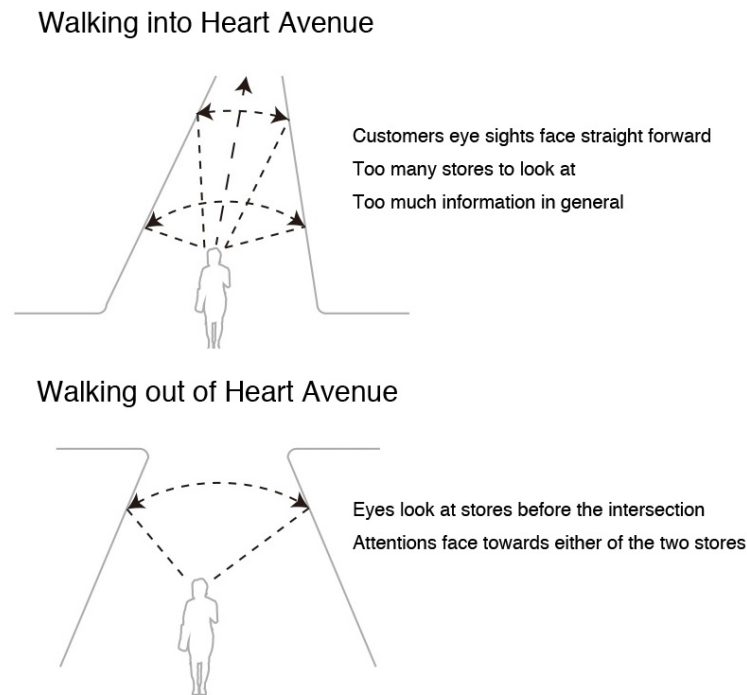 Walking into Heart Avenue
Customers eye sights face straight forward
Too many stores to look at
Too much information in general
Walking out of Heart Avenue
Eyes look at stores before the intersection
Attentions face towards either of the two stores